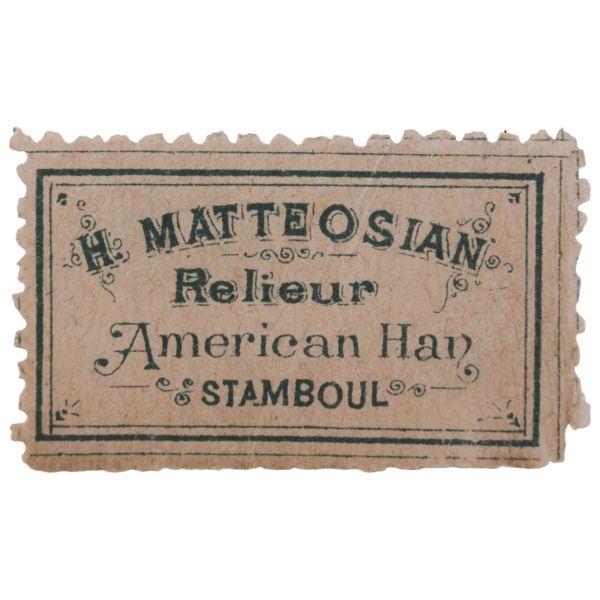 H. MATTEOSIAN
Relieur
American Han
STAMBOUL